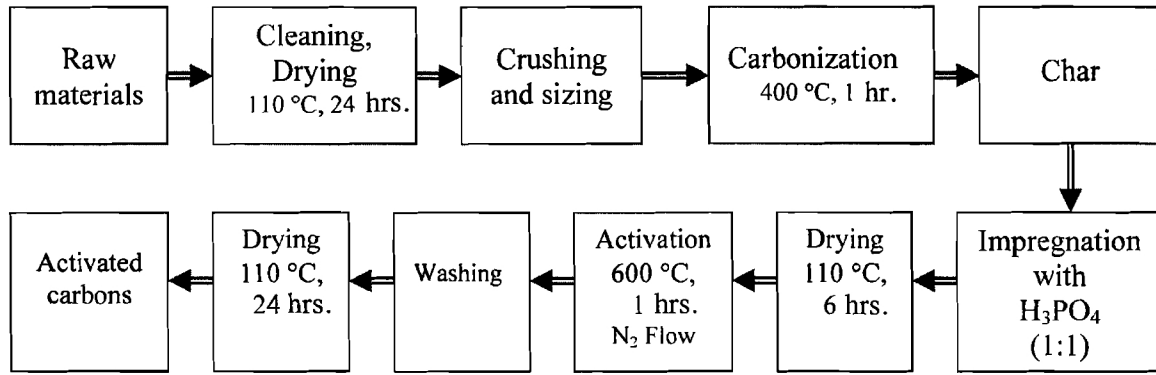 Raw
materials
Cleaning,
Drying
110 °C, 24 hrs.
Crushing
and sizing
Carbonization
400 °C, 1 hr.
Char
Impregnation
with
H₃PO₄
(1:1)
Drying
110 °C,
6 hrs.
Activation
600 °C,
1 hrs.
N₂ Flow
Washing
Drying
110 °C,
24 hrs.
Activated
carbons